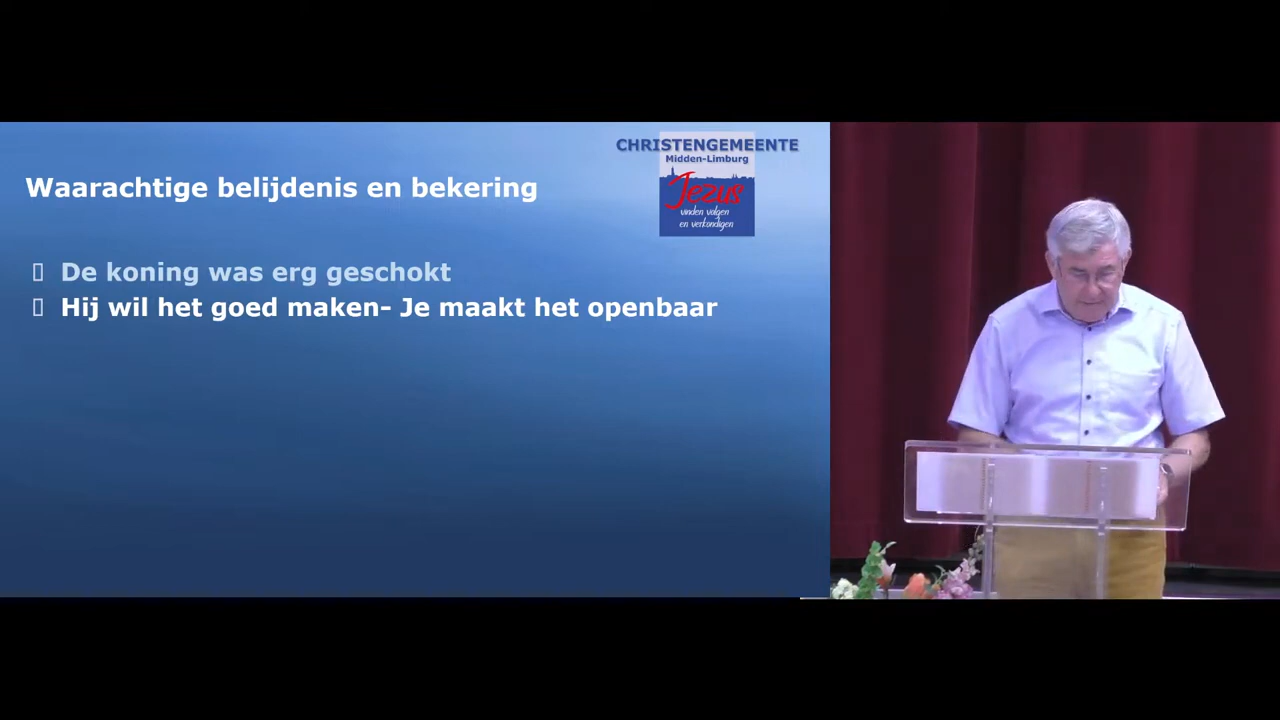 CHRISTENGEMEENTE
Midden-Limburg
Jezus
vinden volgen
en verkondigen
Waarachtige belijdenis en bekering
De koning was erg geschokt
Hij wil het goed maken- Je maakt het openbaar